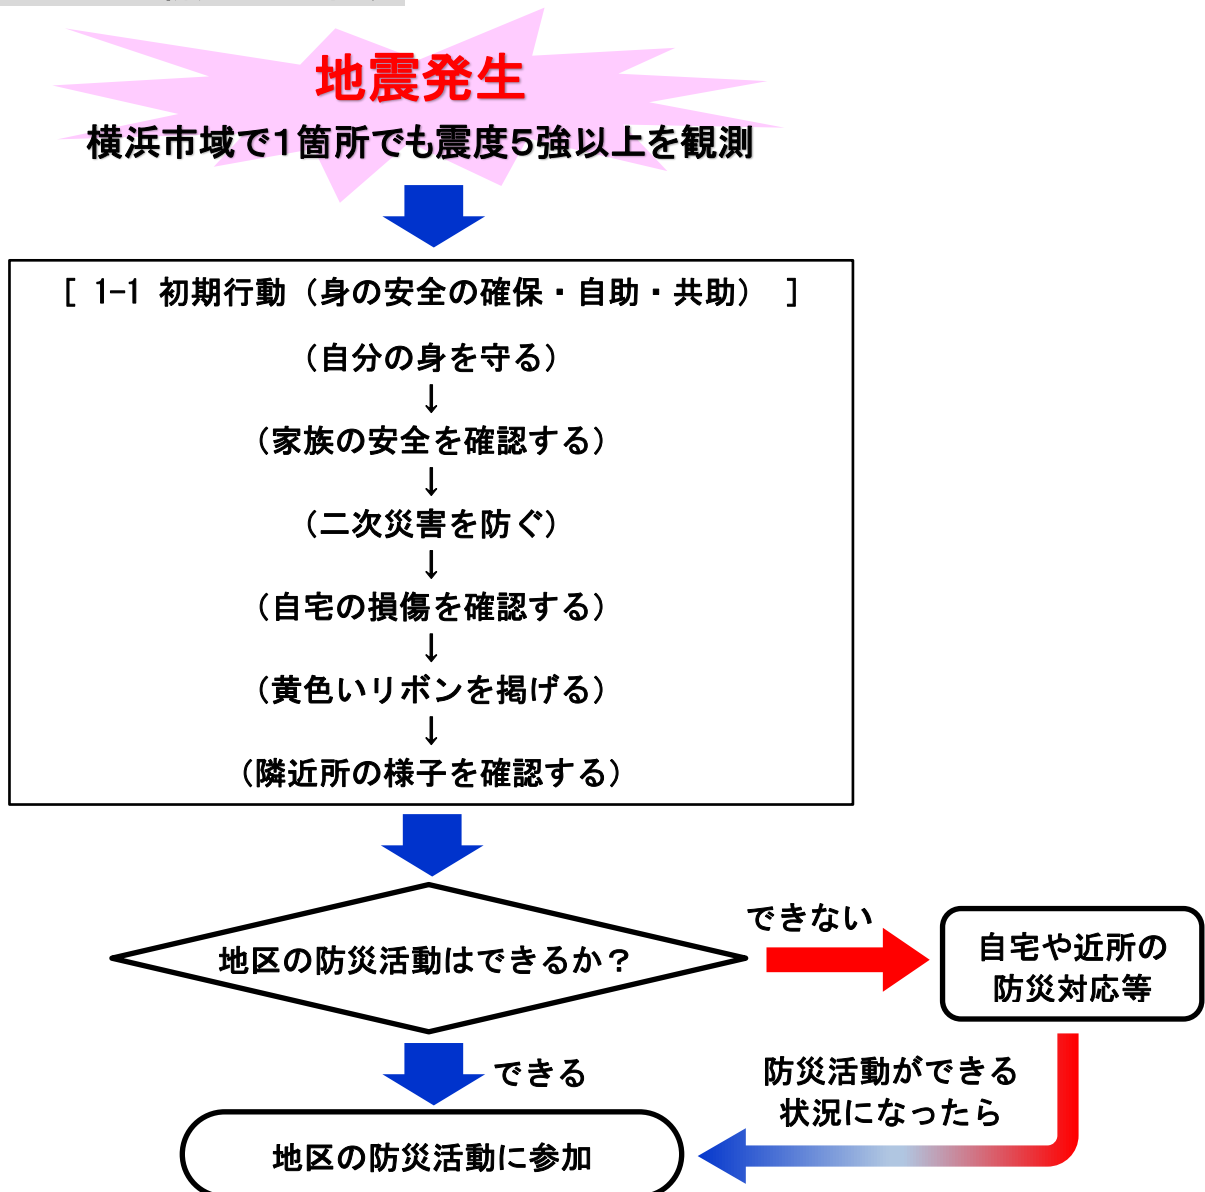 地震発生
横浜市域で1箇所でも震度5強以上を観測
[ 1-1 初期行動（身の安全の確保・自助・共助） ]
（自分の身を守る）
↓
（家族の安全を確認する）
↓
（二次災害を防ぐ）
↓
（自宅の損傷を確認する）
↓
（黄色いリボンを掲げる）
↓
（隣近所の様子を確認する）
地区の防災活動はできるか？
できない
自宅や近所の
防災対応等
できる
防災活動ができる
状況になったら
地区の防災活動に参加